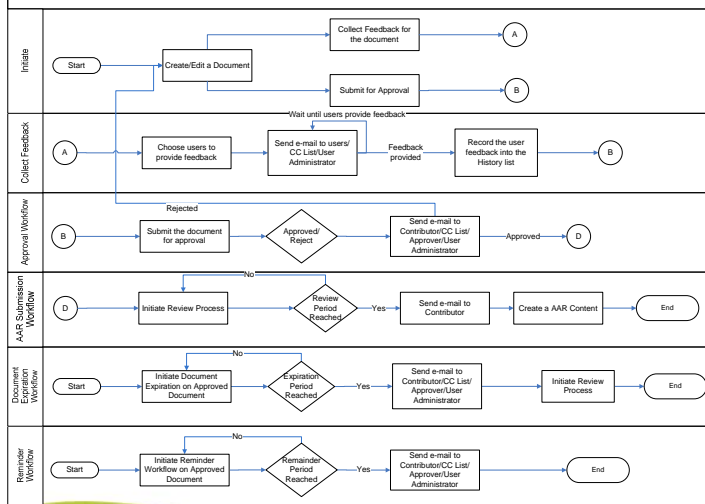 Initiate
Start
Create/Edit a Document
Collect Feedback for
the document
A
Submit for Approval
B
Collect Feedback
A
Choose users to
provide feedback
Wait until users provide feedback
Send e-mail to users/
CC List/User
Administrator
Feedback
provided
Record the user
feedback into the
History list
B
Approval Workflow
Rejected
B
Submit the document
for approval
Approved/
Reject
Send e-mail to
Contributor/CC List/
Approver/User
Administrator
Approved
D
AAR Submission
Workflow
No
D
Initiate Review Process
Review
Period
Reached
Yes
Send e-mail to
Contributor
Create a AAR Content
End
Document
Expiration
Workflow
No
Start
Initiate Document
Expiration on Approved
Document
Expiration
Period
Reached
Yes
Send e-mail to
Contributor/CC List/
Approver/User
Administrator
Initiate Review
Process
End
Reminder
Workflow
No
Start
Initiate Reminder
Workflow on Approved
Document
Remainder
Period
Reached
Yes
Send e-mail to
Contributor/CC List/
Approver/User
Administrator
End